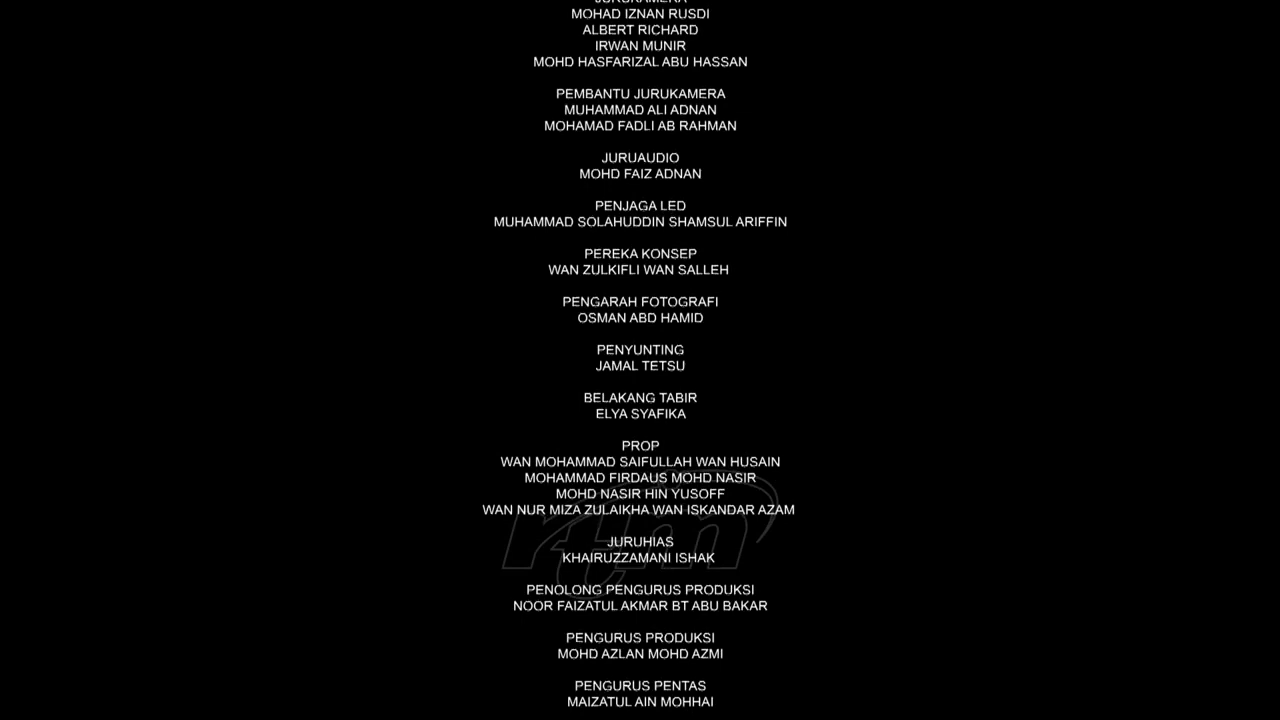 JURUKAMERA
MOHAD IZNAN RUSDI
ALBERT RICHARD
IRWAN MUNIR
MOHD HASFARIZAL ABU HASSAN
PEMBANTU JURUKAMERA
MUHAMMAD ALI ADNAN
MOHAMAD FADLI AB RAHMAN
JURUAUDIO
MOHD FAIZ ADNAN
PENJAGA LED
MUHAMMAD SOLAHUDDIN SHAMSUL ARIFFIN
PEREKA KONSEP
WAN ZULKIFLI WAN SALLEH
PENGARAH FOTOGRAFI
OSMAN ABD HAMID
PENYUNTING
JAMAL TETSU
BELAKANG TABIR
ELYA SYAFIKA
PROP
WAN MOHAMMAD SAIFULLAH WAN HUSAIN
MOHAMMAD FIRDAUS MOHD NASIR
MOHD NASIR HIN YUSOFF
WAN NUR MIZA ZULAIKHA WAN ISKANDAR AZAM
rtm
JURUHIAS
KHAIRUZZAMANI ISHAK
PENOLONG PENGURUS PRODUKSI
NOOR FAIZATUL AKMAR BT ABU BAKAR
PENGURUS PRODUKSI
MOHD AZLAN MOHD AZMI
PENGURUS PENTAS
MAIZATUL AIN MOHHAI